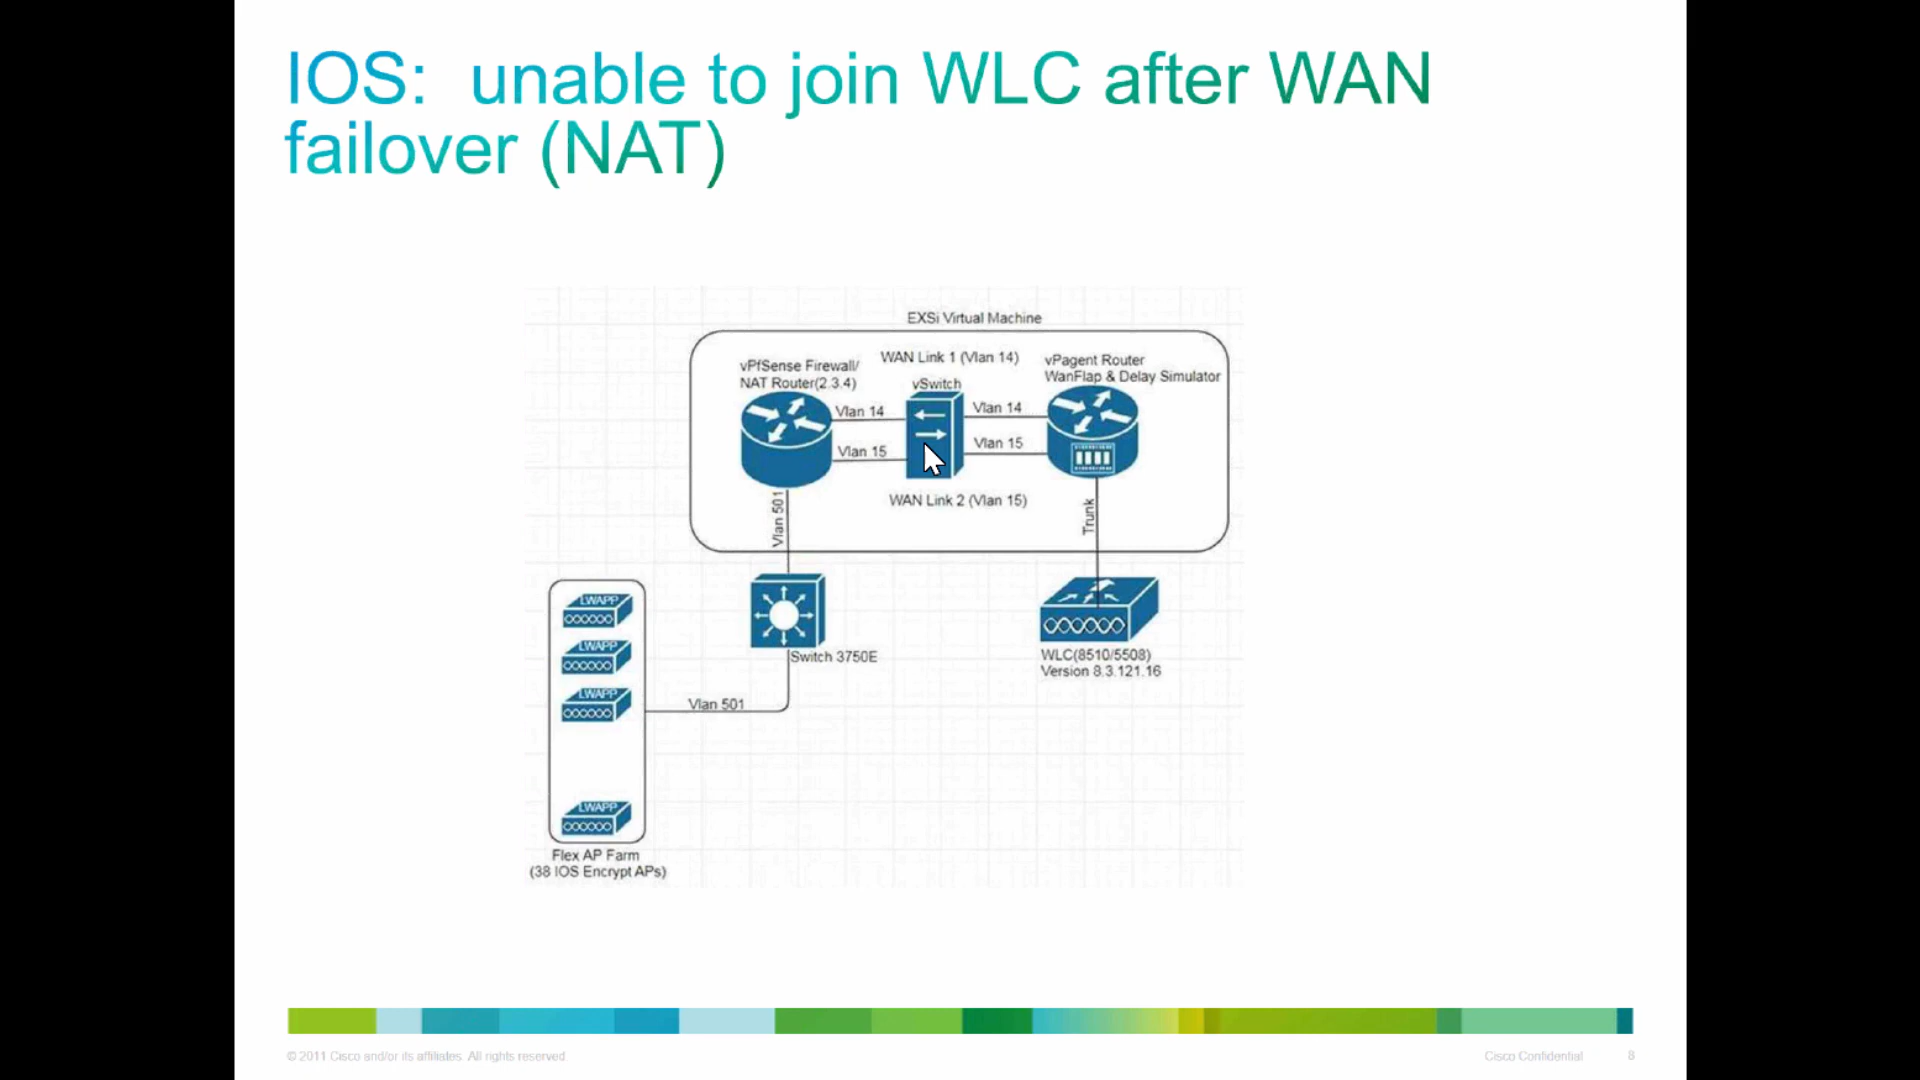 IOS:  unable to join WLC after WAN
failover (NAT)
EXSi Virtual Machine
vPfSense Firewall/
NAT Router(2.3.4)
WAN Link 1 (Vlan 14)
vSwitch
vPagent Router
WanFlap & Delay Simulator
Vlan 14
Vlan 14
Vlan 15
Vlan 15
WAN Link 2 (Vlan 15)
Vlan 501
Trunk
LWAPP
LWAPP
LWAPP
LWAPP
Switch 3750E
WLC(8510/5508)
Version 8.3.121.16
Vlan 501
Flex AP Farm
(38 IOS Encrypt APs)
© 2011 Cisco and/or its affiliates. All rights reserved.
Cisco Confidential
8